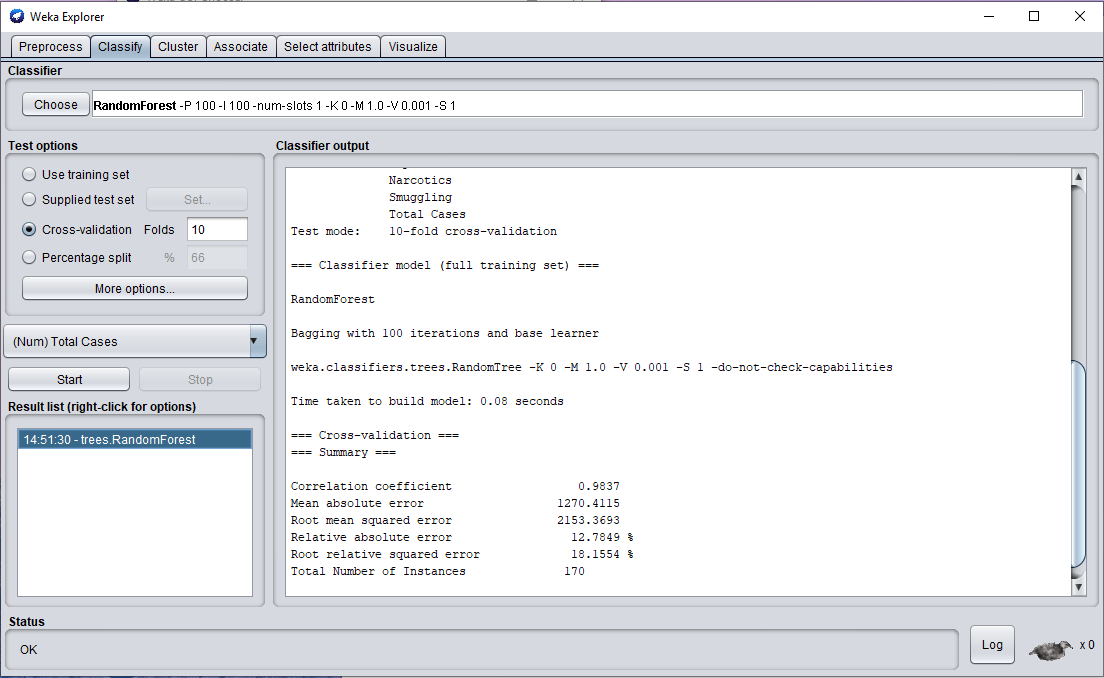 Weka Explorer
Preprocess Classify Cluster Associate Select attributes Visualize
Classifier
Choose RandomForest -P 100 -I 100 -num-slots 1 -K 0 -M 1.0 -V 0.001 -S 1
Test options
Use training set
Supplied test set Set...
Cross-validation Folds 10
Percentage split % 66
More options...
(Num) Total Cases
Start Stop
Result list (right-click for options)
14:51:30 - trees.RandomForest
Classifier output
Narcotics
Smuggling
Total Cases
Test mode: 10-fold cross-validation
=== Classifier model (full training set) ===
RandomForest
Bagging with 100 iterations and base learner
weka.classifiers.trees.RandomTree -K 0 -M 1.0 -V 0.001 -S 1 -do-not-check-capabilities
Time taken to build model: 0.08 seconds
=== Cross-validation ===
=== Summary ===
Correlation coefficient 0.9837
Mean absolute error 1270.4115
Root mean squared error 2153.3693
Relative absolute error 12.7849 %
Root relative squared error 18.1554 %
Total Number of Instances 170
Status
OK
Log
x 0